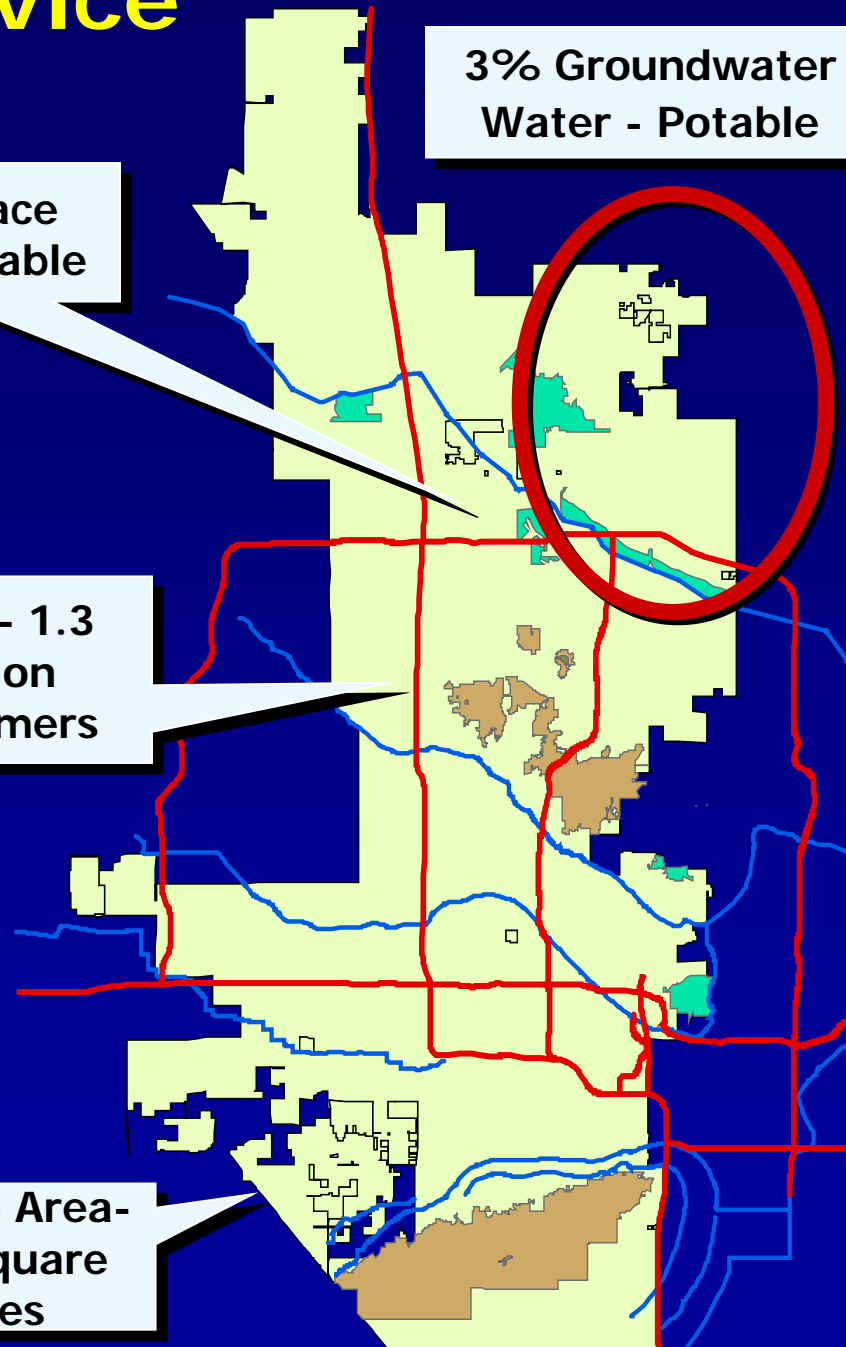 vice
3% Groundwater
Water - Potable
ace
able
- 1.3
on
mers
Area-
quare
es